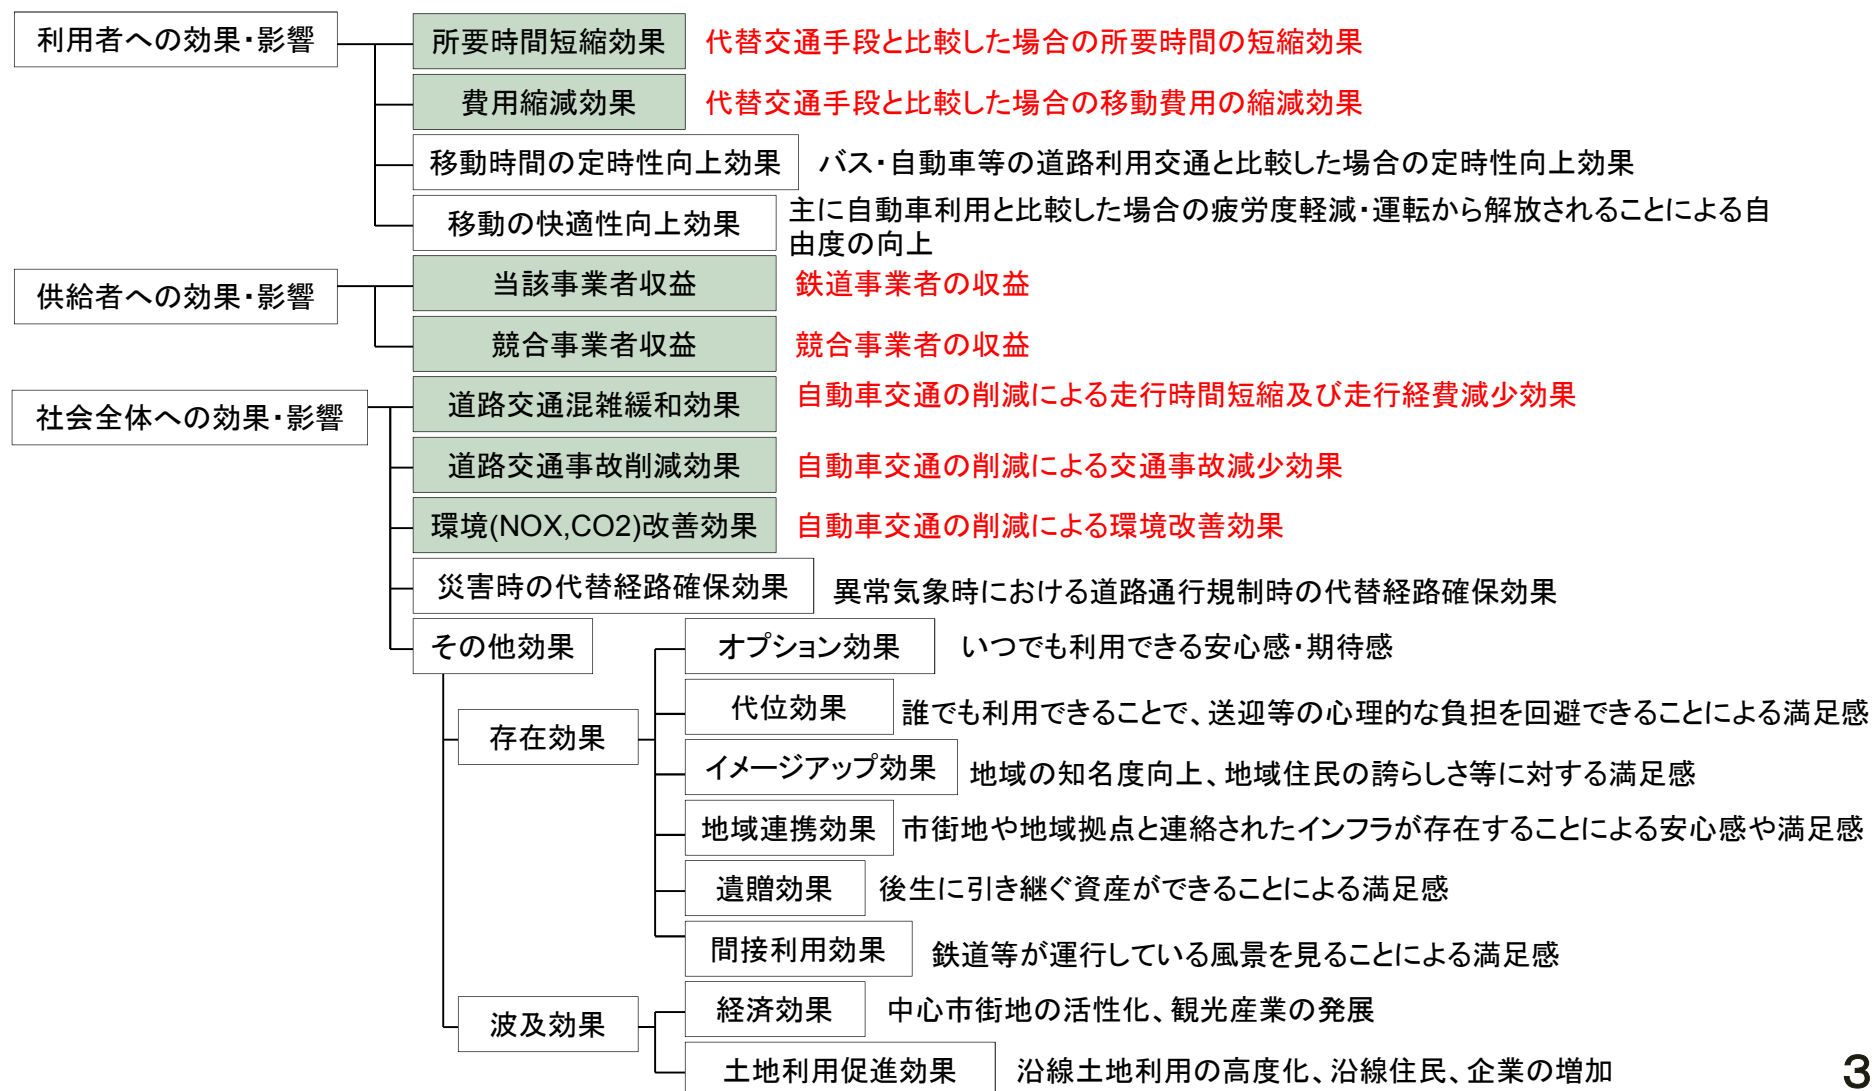 利用者への効果・影響
所要時間短縮効果
代替交通手段と比較した場合の所要時間の短縮効果
費用縮減効果
代替交通手段と比較した場合の移動費用の縮減効果
移動時間の定時性向上効果
バス・自動車等の道路利用交通と比較した場合の定時性向上効果
移動の快適性向上効果
主に自動車利用と比較した場合の疲労度軽減・運転から解放されることによる自
由度の向上
供給者への効果・影響
当該事業者収益
鉄道事業者の収益
競合事業者収益
競合事業者の収益
社会全体への効果・影響
道路交通混雑緩和効果
自動車交通の削減による走行時間短縮及び走行経費減少効果
道路交通事故削減効果
自動車交通の削減による交通事故減少効果
環境(NOX,CO2)改善効果
自動車交通の削減による環境改善効果
災害時の代替経路確保効果
異常気象時における道路通行規制時の代替経路確保効果
その他効果
存在効果
オプション効果
いつでも利用できる安心感・期待感
代位効果
誰でも利用できることで、送迎等の心理的な負担を回避できることによる満足感
イメージアップ効果
地域の知名度向上、地域住民の誇らしさ等に対する満足感
地域連携効果
市街地や地域拠点と連絡されたインフラが存在することによる安心感や満足感
遺贈効果
後生に引き継ぐ資産ができることによる満足感
間接利用効果
鉄道等が運行している風景を見ることによる満足感
波及効果
経済効果
中心市街地の活性化、観光産業の発展
土地利用促進効果
沿線土地利用の高度化、沿線住民、企業の増加
3